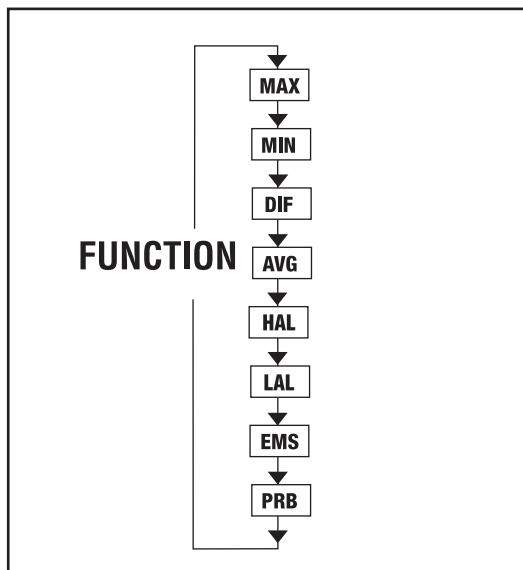 MAX
MIN
DIF
FUNCTION
AVG
HAL
LAL
EMS
PRB